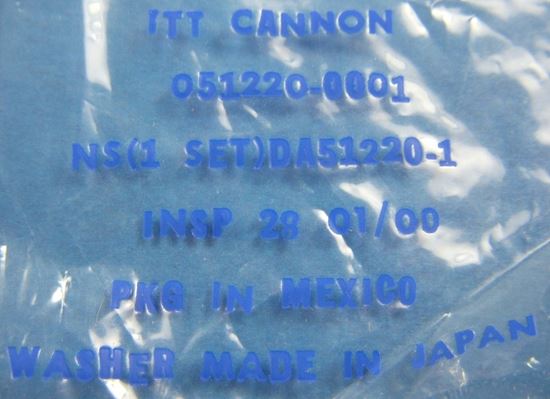 ITT CANNON
051220-0001
NS(1 SET)DA51220-1
INSP 28 01/00
PKG IN MEXICO
WASHER MADE IN JAPAN